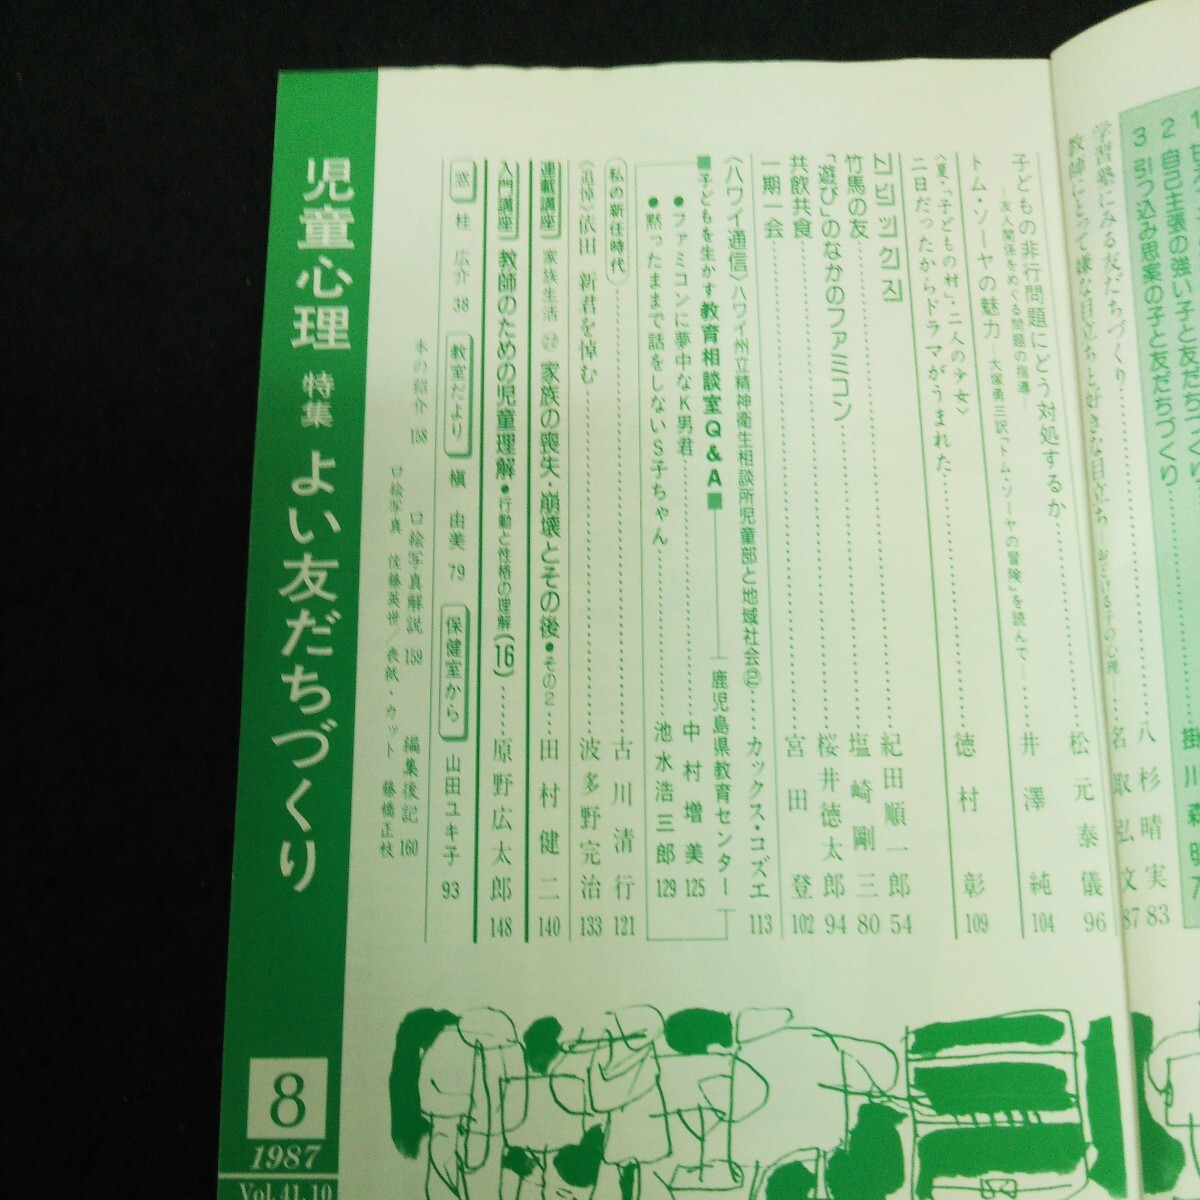 2 自己主張の強い子と友だちづくり
3 引っ込み思案の子と友だちづくり
掛川
学習塾にみる友だちづくり……八杉晴実 83
教師にとって嫌な目立ちと好きな目立ち―おどける子の心理―名取弘文 87
子どもの非行問題にどう対処するか……松元泰儀 96
―友人関係をめぐる問題の指導―
トム・ソーヤの魅力―大塚勇三訳「トム・ソーヤの冒険」を読んで―井澤純 104
〈夏・「子どもの村」・二人の少女〉
二日だったからドラマがうまれた……徳村彰 109
トピックス
竹馬の友……紀田順一郎 54
「遊び」のなかのファミコン……塩崎剛三 80
共飲共食……桜井徳太郎 94
一期一会……宮田登 102
〈ハワイ通信〉ハワイ州立精神衛生相談所児童部と地域社会②……カックス・コズエ 113
■子どもを生かす教育相談室Q&A■―鹿児島県教育センター
●ファミコンに夢中なK男君……中村増美 125
●黙ったままで話をしないS子ちゃん……池水浩三郎 129
私の新任時代……古川清行 121
〈追悼〉依田新君を悼む……波多野完治 133
連載講座 家族生活㉒ 家族の喪失・崩壊とその後●その2……田村健二 140
入門講座 教師のための児童理解●行動と性格の理解(16)……原野広太郎 148
窓 桂広介 38 教室だより 槇由美 79 保健室から 山田ユキ子 93
本の紹介 158 口絵写真解説 159 編集後記 160
口絵写真 佐藤英世／表紙・カット 藤橋正枝
児童心理 特集 よい友だちづくり
8
1987
Vol.41.10